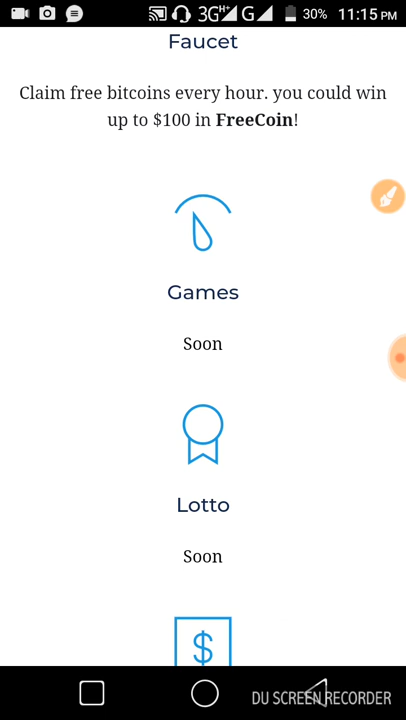 3G H+ G 30% 11:15 PM
Faucet
Claim free bitcoins every hour. you could win
up to $100 in FreeCoin!
Games
Soon
Lotto
Soon
$
DU SCREEN RECORDER